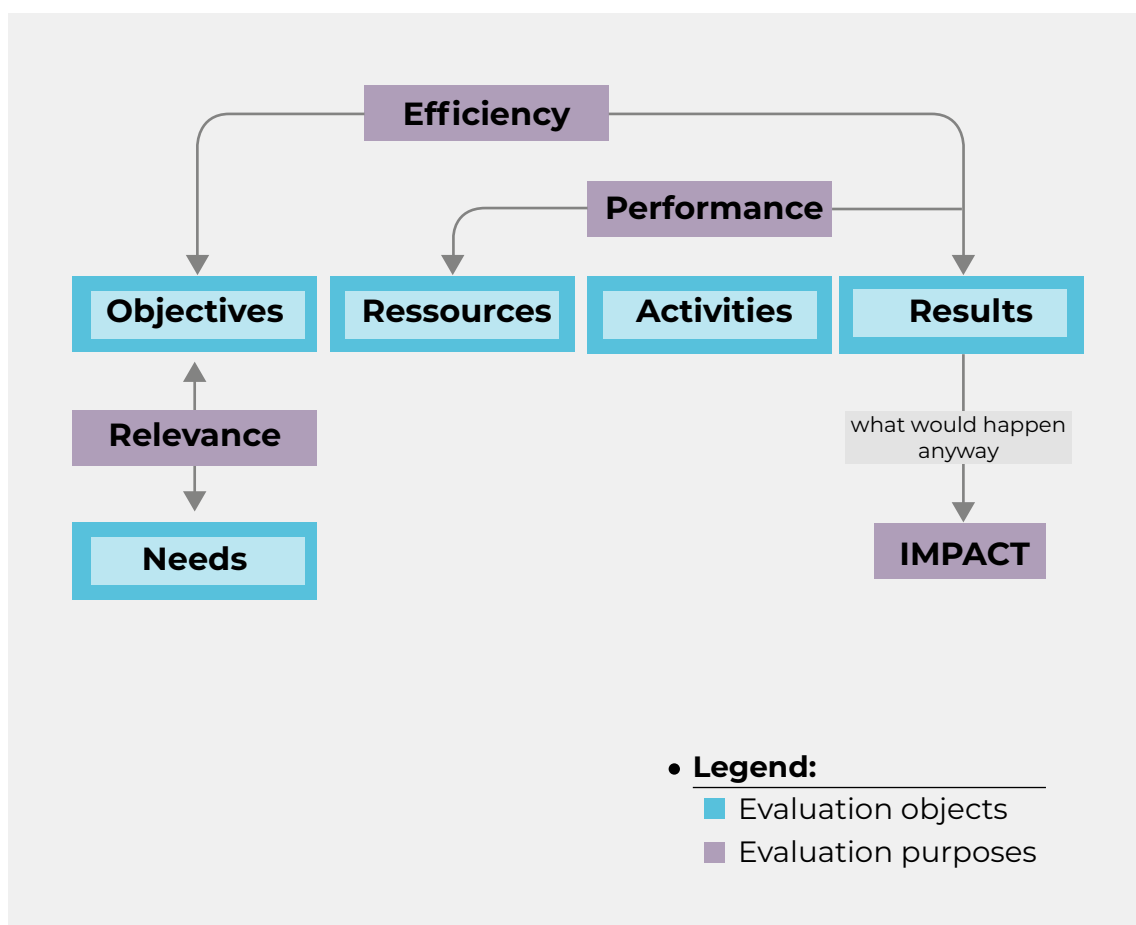 Efficiency
Performance
Objectives
Ressources
Activities
Results
Relevance
what would happen
anyway
Needs
IMPACT
• Legend:
Evaluation objects
Evaluation purposes